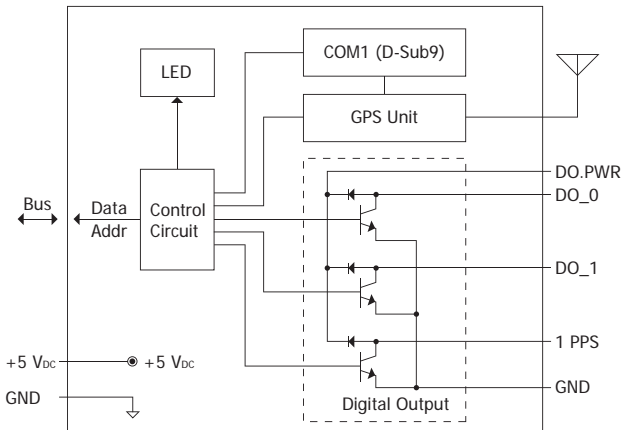 COM1 (D-Sub9)
LED
GPS Unit
DO.PWR
DO_0
Bus
Data
Addr
Control
Circuit
DO_1
1 PPS
+5 VDC
+5 VDC
GND
GND
Digital Output